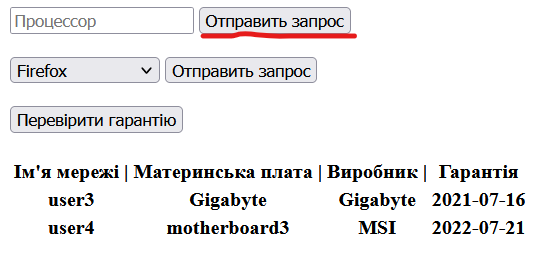 Процессор Отправить запрос
Firefox Отправить запрос
Перевірити гарантію
Ім'я мережі | Материнська плата | Виробник | Гарантія
user3 Gigabyte Gigabyte 2021-07-16
user4 motherboard3 MSI 2022-07-21